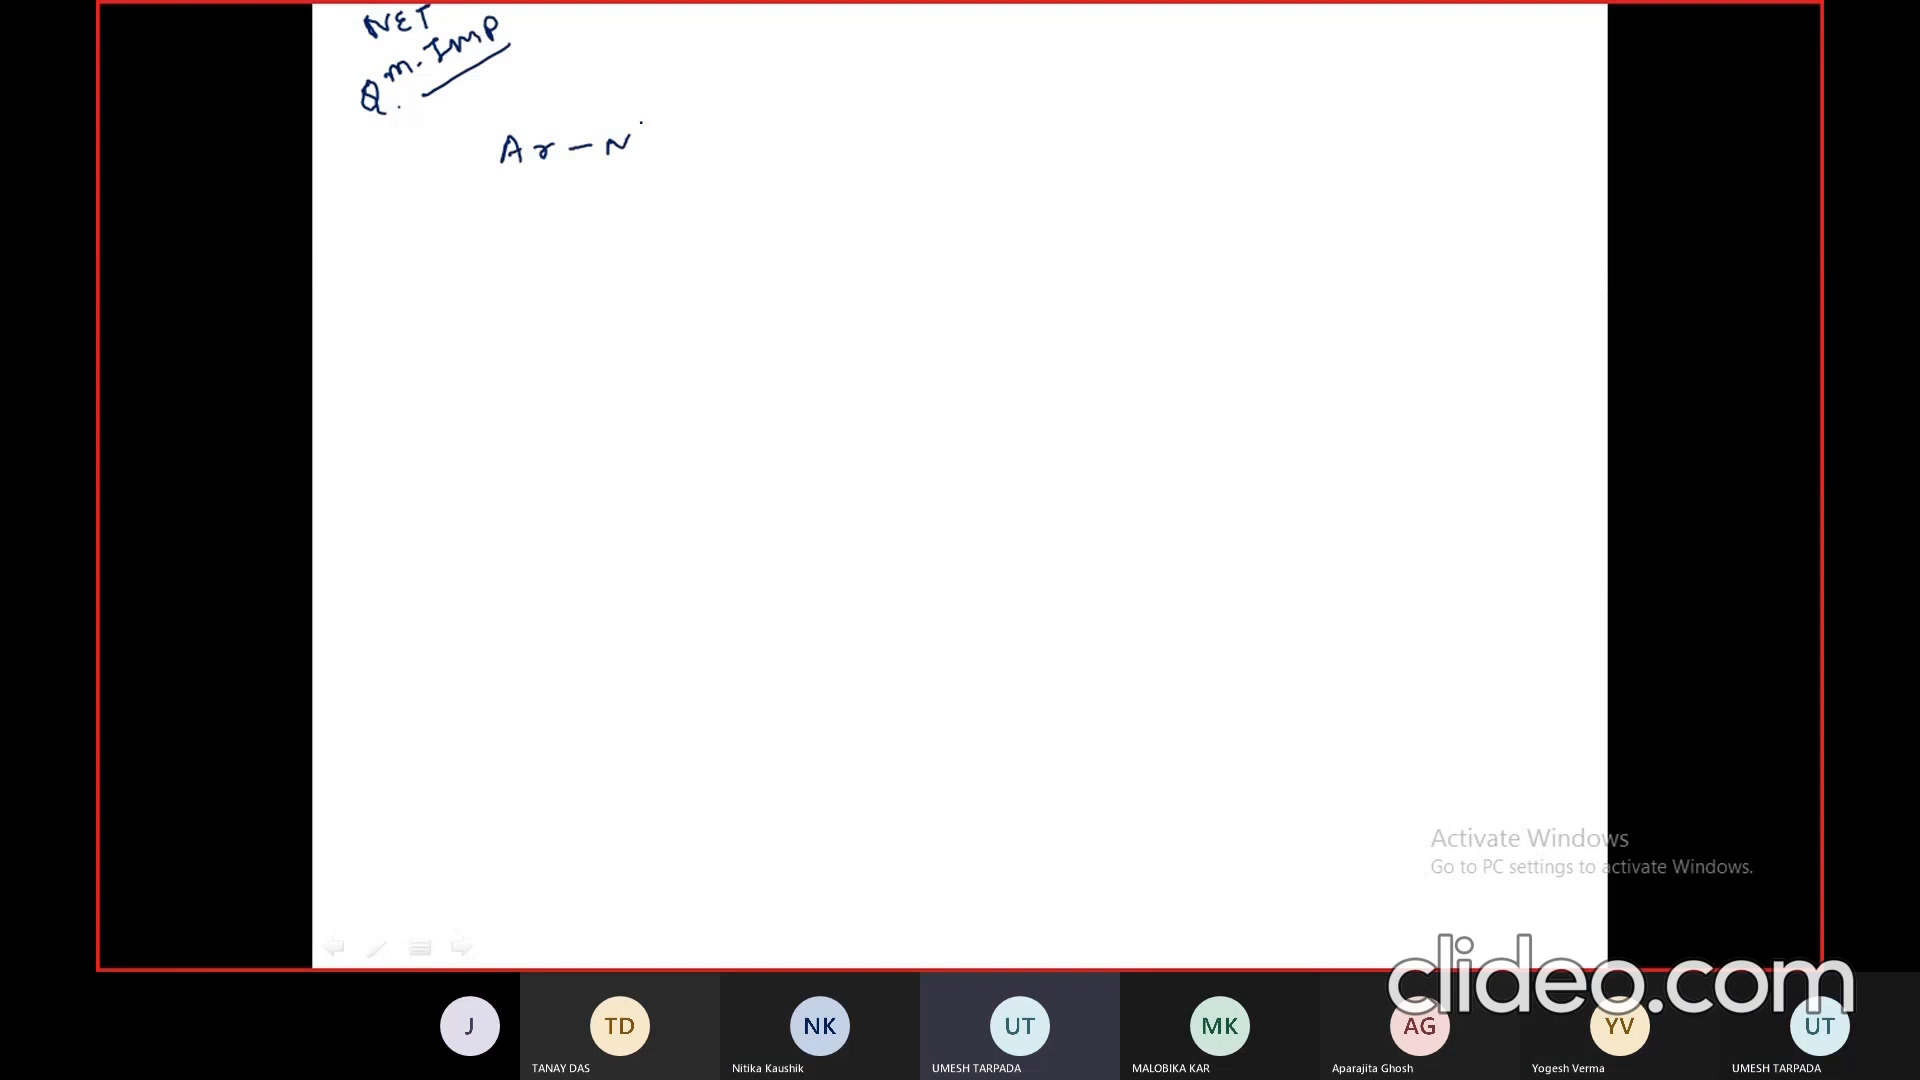 NET
m. Imp
Q.
Ar - N
Activate Windows
Go to PC settings to activate Windows.
clideo.com
J TD NK UT MK AG YV UT
TANAY DAS Nitika Kaushik UMESH TARPADA MALOBIKA KAR Aparajita Ghosh Yogesh Verma UMESH TARPADA